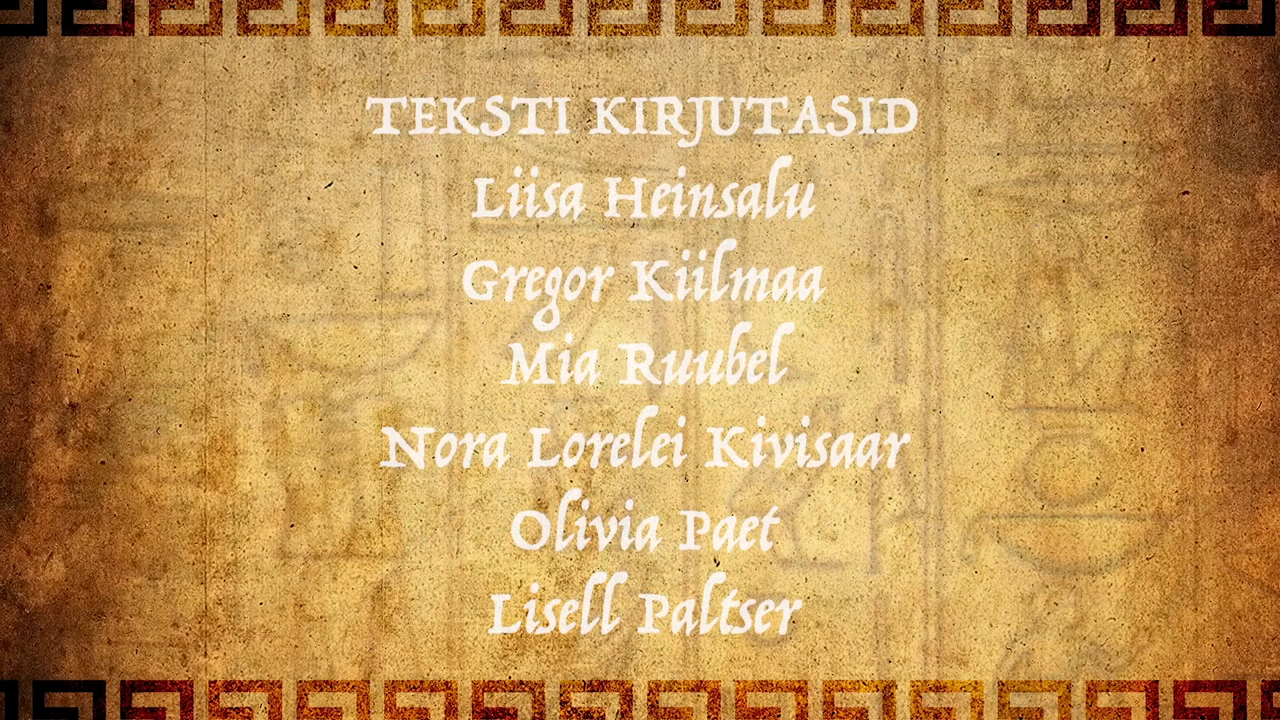 TEKSTI KIRJUTASID
Liisa Heinsalu
Gregor Kiilmaa
Mia Ruubel
Nora Lorelei Kivisaar
Olivia Paet
Lisell Paltser